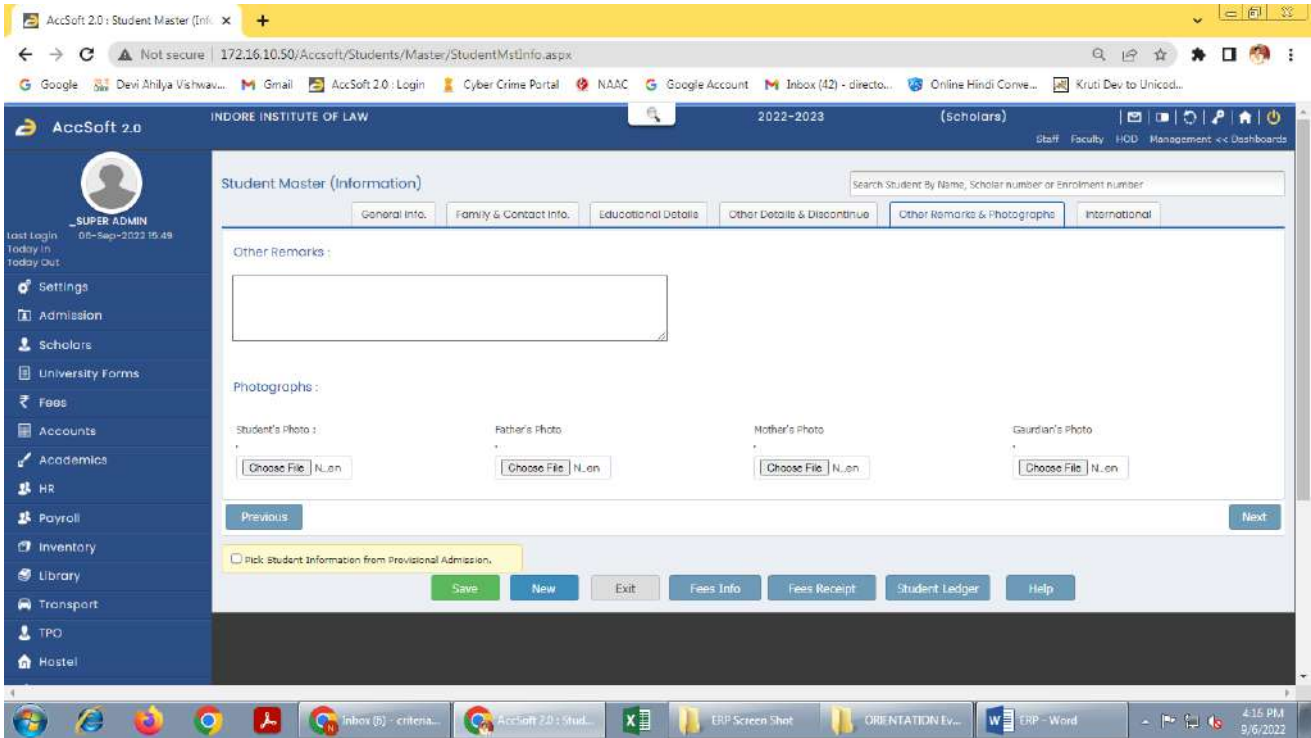 AccSoft 2.0 : Student Master (Info
Not secure 172.16.10.50/Accsoft/Students/Master/StudentMstInfo.aspx
Google Devi Ahilya Vishwav... Gmail AccSoft 2.0 : Login Cyber Crime Portal NAAC Google Account Inbox (42) - directo... Online Hindi Conve... Kruti Dev to Unicod...
AccSoft 2.0 INDORE INSTITUTE OF LAW 2022-2023 (Scholars)
Staff Faculty HOD Management << Dashboards
_SUPER ADMIN
Last Login 06-Sep-2022 15:49
Today In
Today Out
Settings
Admission
Scholars
University Forms
Fees
Accounts
Academics
HR
Payroll
Inventory
Library
Transport
TPO
Hostel
Student Master (Information)
Search Student By Name, Scholar number or Enrolment number
General Info. Family & Contact Info. Educational Details Other Details & Discontinue Other Remarks & Photographs International
Other Remarks :
Photographs :
Student's Photo : Father's Photo Mother's Photo Gaurdian's Photo
Choose File N...en Choose File N...en Choose File N...en Choose File N...en
Previous Next
Pick Student Information from Provisional Admission.
Save New Exit Fees Info Fees Receipt Student Ledger Help
Inbox (5) - criteria... AccSoft 2.0 : Stud... ERP Screen Shot ORIENTATION Ev... ERP - Word 4:15 PM
9/6/2022